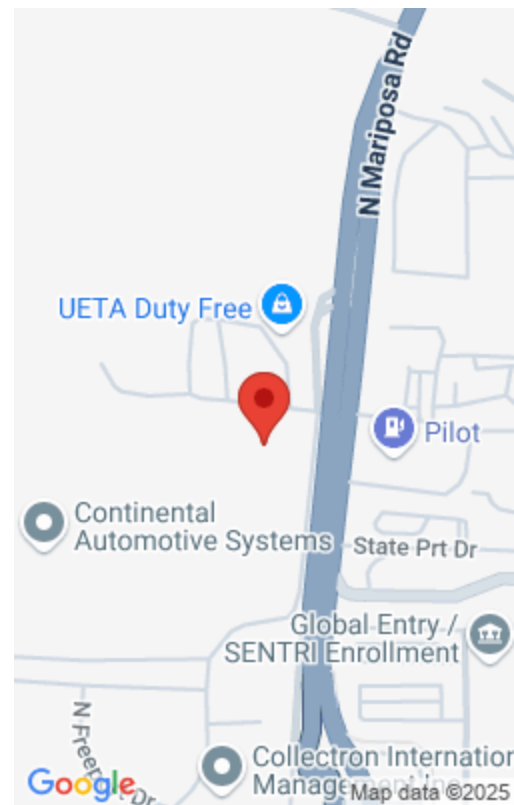 N Mariposa Rd
UETA Duty Free
Pilot
Continental
Automotive Systems
State Prt Dr
Global Entry /
SENTRI Enrollment
Collectron Internation
Google
Map data ©2025